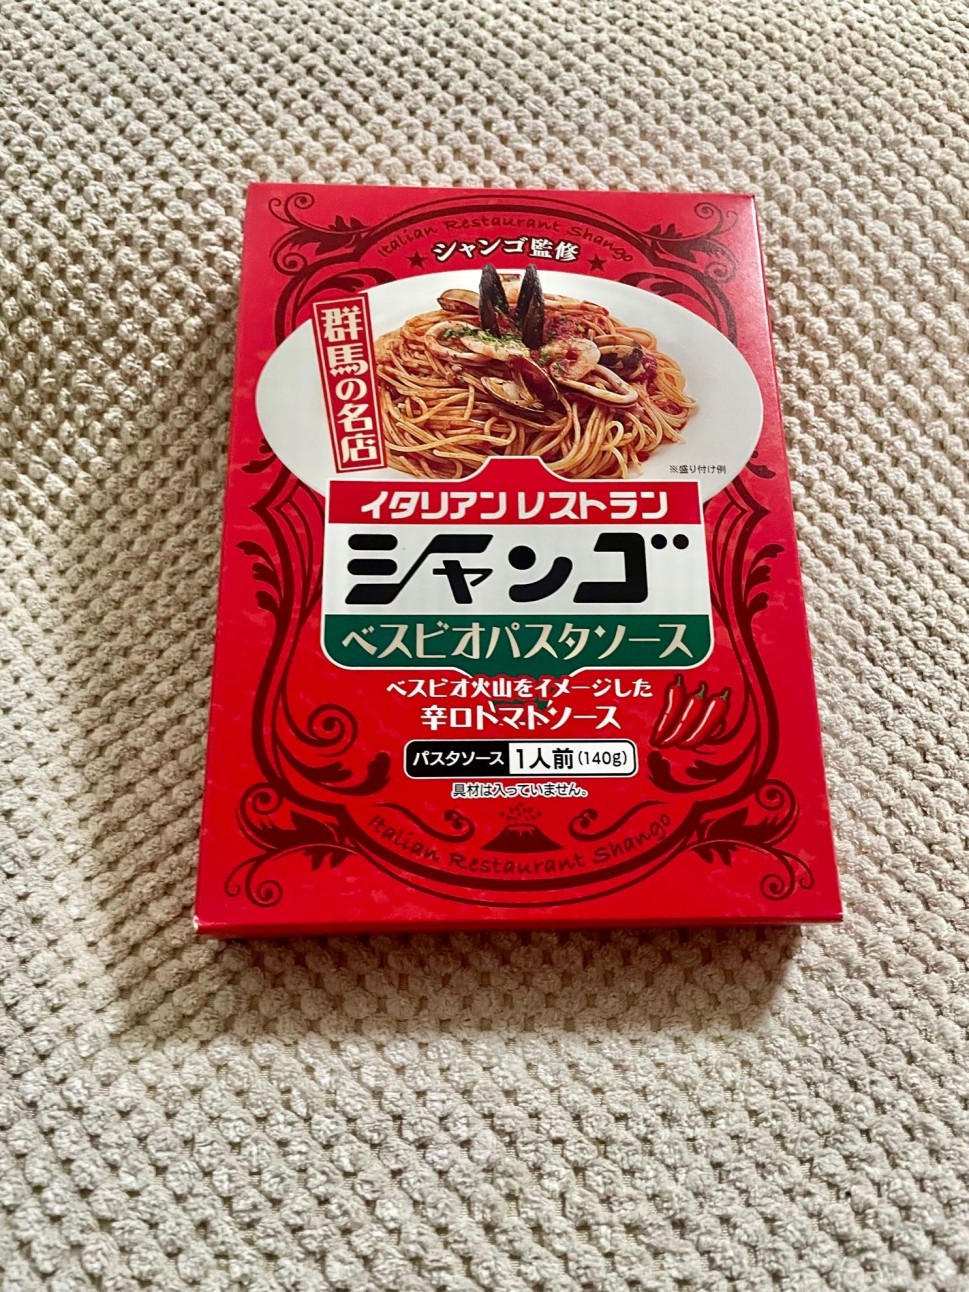 Italian Restaurant Shango
シャンゴ監修
群馬の名店
※盛り付け例
イタリアンレストラン
シャンゴ
ベスビオパスタソース
ベスビオ火山をイメージした
辛口トマトソース
パスタソース 1人前(140g)
具材は入っていません。
Italian Restaurant Shango